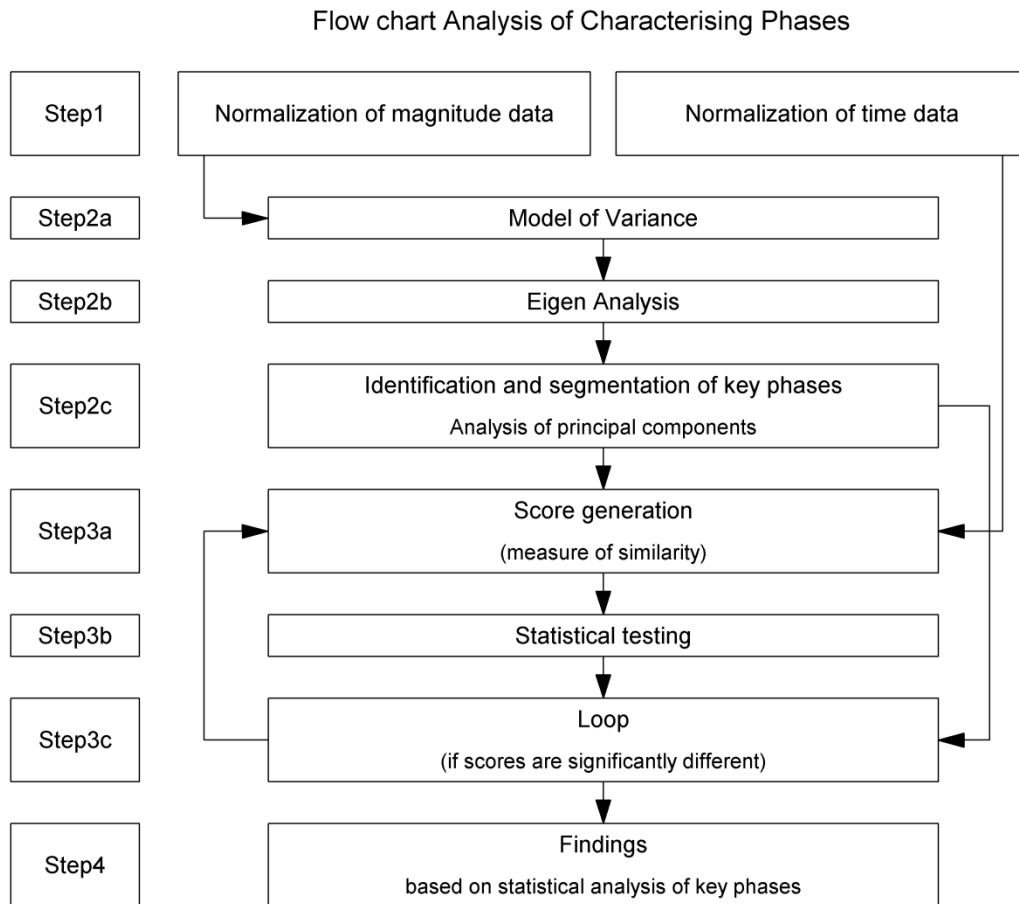 Flow chart Analysis of Characterising Phases
Step1
Normalization of magnitude data
Normalization of time data
Step2a
Model of Variance
Step2b
Eigen Analysis
Step2c
Identification and segmentation of key phases
Analysis of principal components
Step3a
Score generation
(measure of similarity)
Step3b
Statistical testing
Step3c
Loop
(if scores are significantly different)
Step4
Findings
based on statistical analysis of key phases